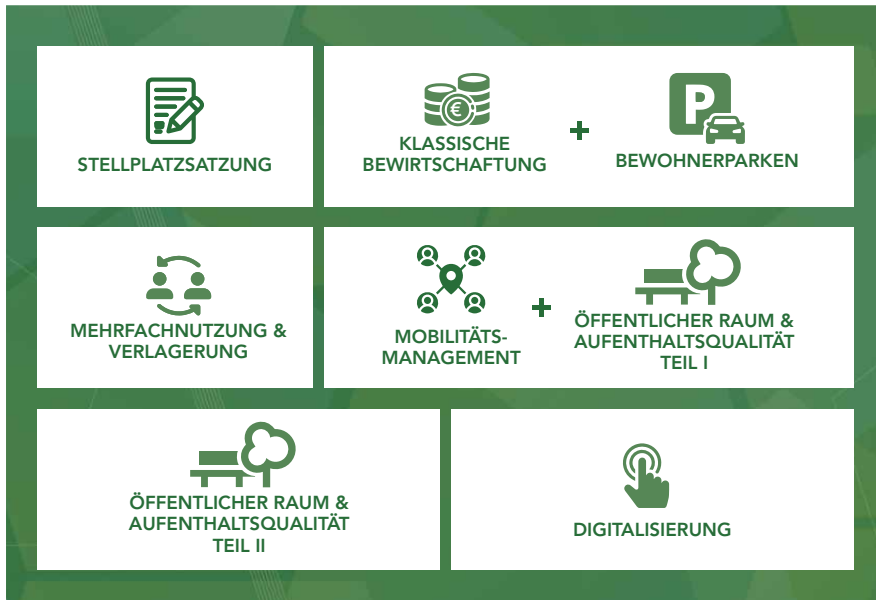 STELLPLATZSATZUNG
€
KLASSISCHE
BEWIRTSCHAFTUNG
+
P
BEWOHNERPARKEN
MEHRFACHNUTZUNG &
VERLAGERUNG
MOBILITÄTS-
MANAGEMENT
+
ÖFFENTLICHER RAUM &
AUFENTHALTSQUALITÄT
TEIL I
ÖFFENTLICHER RAUM &
AUFENTHALTSQUALITÄT
TEIL II
DIGITALISIERUNG